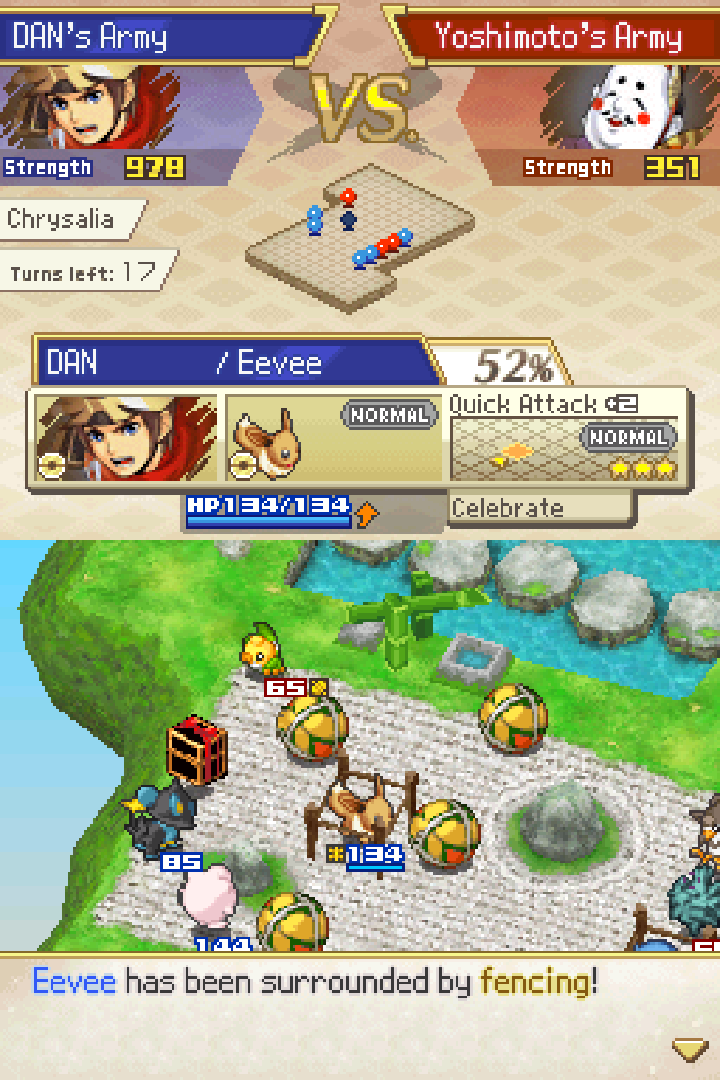 DAN's Army
Yoshimoto's Army
VS.
Strength 978
Strength 351
Chrysalia
Turns left: 17
DAN / Eevee
52%
NORMAL
Quick Attack
NORMAL
HP134/134
Celebrate
65
134
85
144
Eevee has been surrounded by fencing!